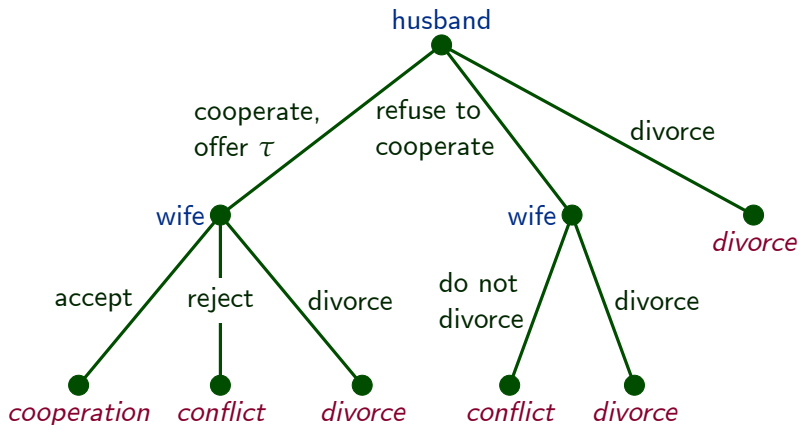 husband
cooperate,
offer τ
refuse to
cooperate
divorce
wife
wife
divorce
accept
reject
divorce
do not
divorce
divorce
cooperation
conflict
divorce
conflict
divorce